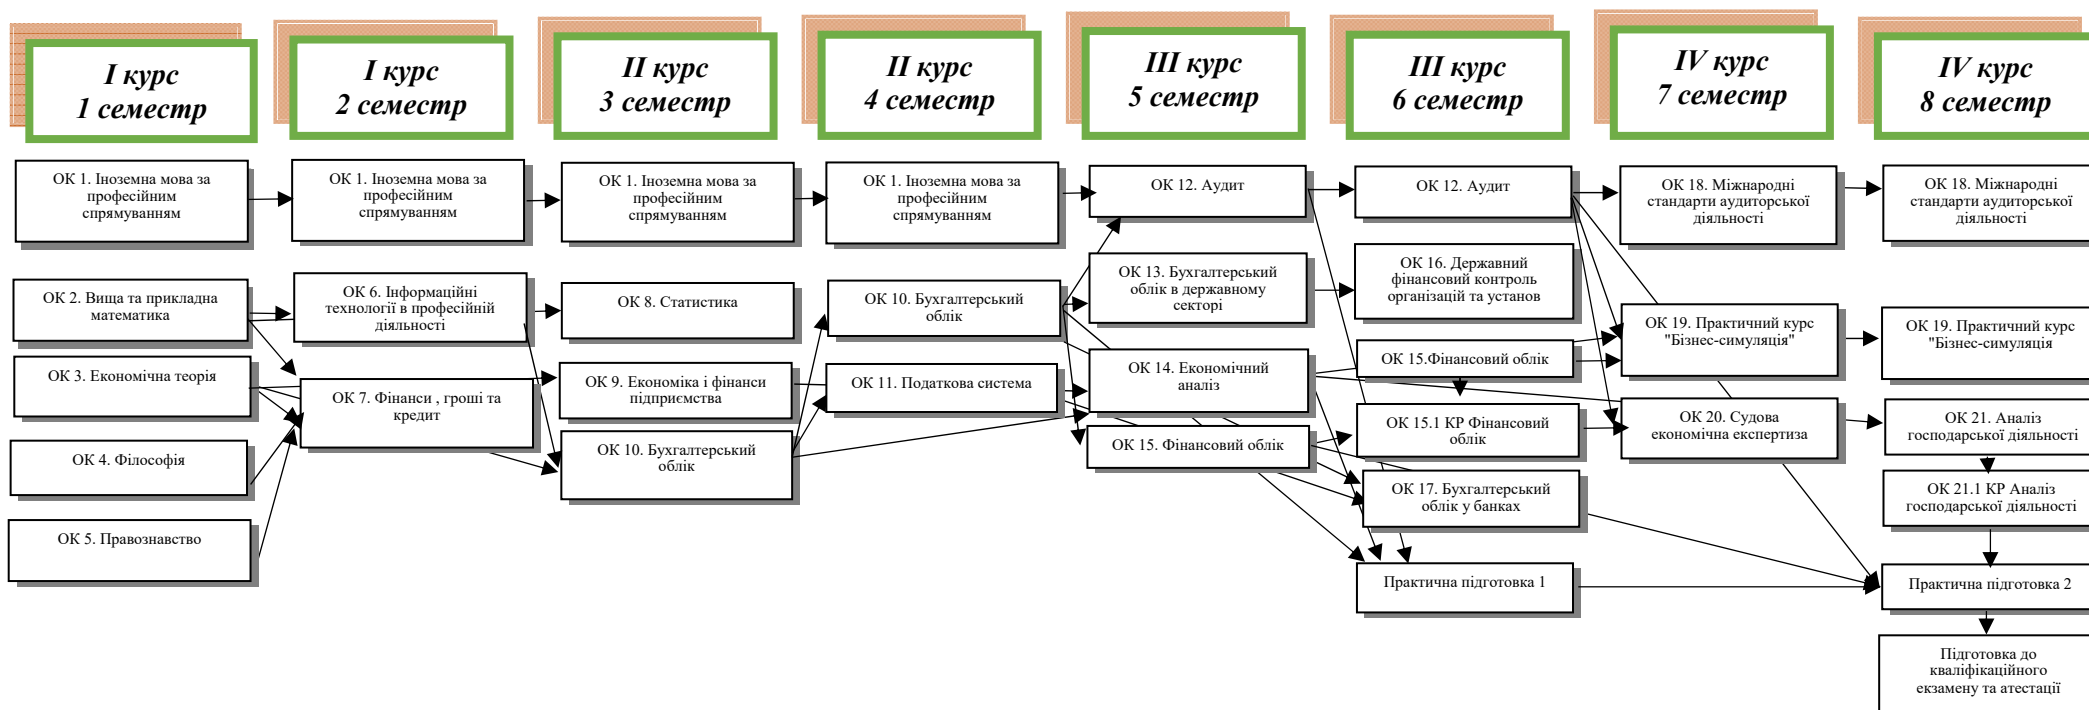 I курс
1 семестр
I курс
2 семестр
II курс
3 семестр
II курс
4 семестр
III курс
5 семестр
III курс
6 семестр
IV курс
7 семестр
IV курс
8 семестр
ОК 1. Іноземна мова за
професійним
спрямуванням
ОК 1. Іноземна мова за
професійним
спрямуванням
ОК 1. Іноземна мова за
професійним
спрямуванням
ОК 1. Іноземна мова за
професійним
спрямуванням
ОК 12. Аудит
ОК 12. Аудит
ОК 18. Міжнародні
стандарти аудиторської
діяльності
ОК 18. Міжнародні
стандарти аудиторської
діяльності
ОК 2. Вища та прикладна
математика
ОК 6. Інформаційні
технології в професійній
діяльності
ОК 8. Статистика
ОК 10. Бухгалтерський
облік
ОК 13. Бухгалтерський
облік в державному
секторі
ОК 16. Державний
фінансовий контроль
організацій та установ
ОК 19. Практичний курс
"Бізнес-симуляція"
ОК 19. Практичний курс
"Бізнес-симуляція
ОК 3. Економічна теорія
ОК 7. Фінанси , гроші та
кредит
ОК 9. Економіка і фінанси
підприємства
ОК 11. Податкова система
ОК 14. Економічний
аналіз
ОК 15.Фінансовий облік
ОК 15.1 КР Фінансовий
облік
ОК 20. Судова
економічна експертиза
ОК 21. Аналіз
господарської діяльності
ОК 4. Філософія
ОК 10. Бухгалтерський
облік
ОК 15. Фінансовий облік
ОК 17. Бухгалтерський
облік у банках
ОК 21.1 КР Аналіз
господарської діяльності
ОК 5. Правознавство
Практична підготовка 1
Практична підготовка 2
Підготовка до
кваліфікаційного
екзамену та атестації